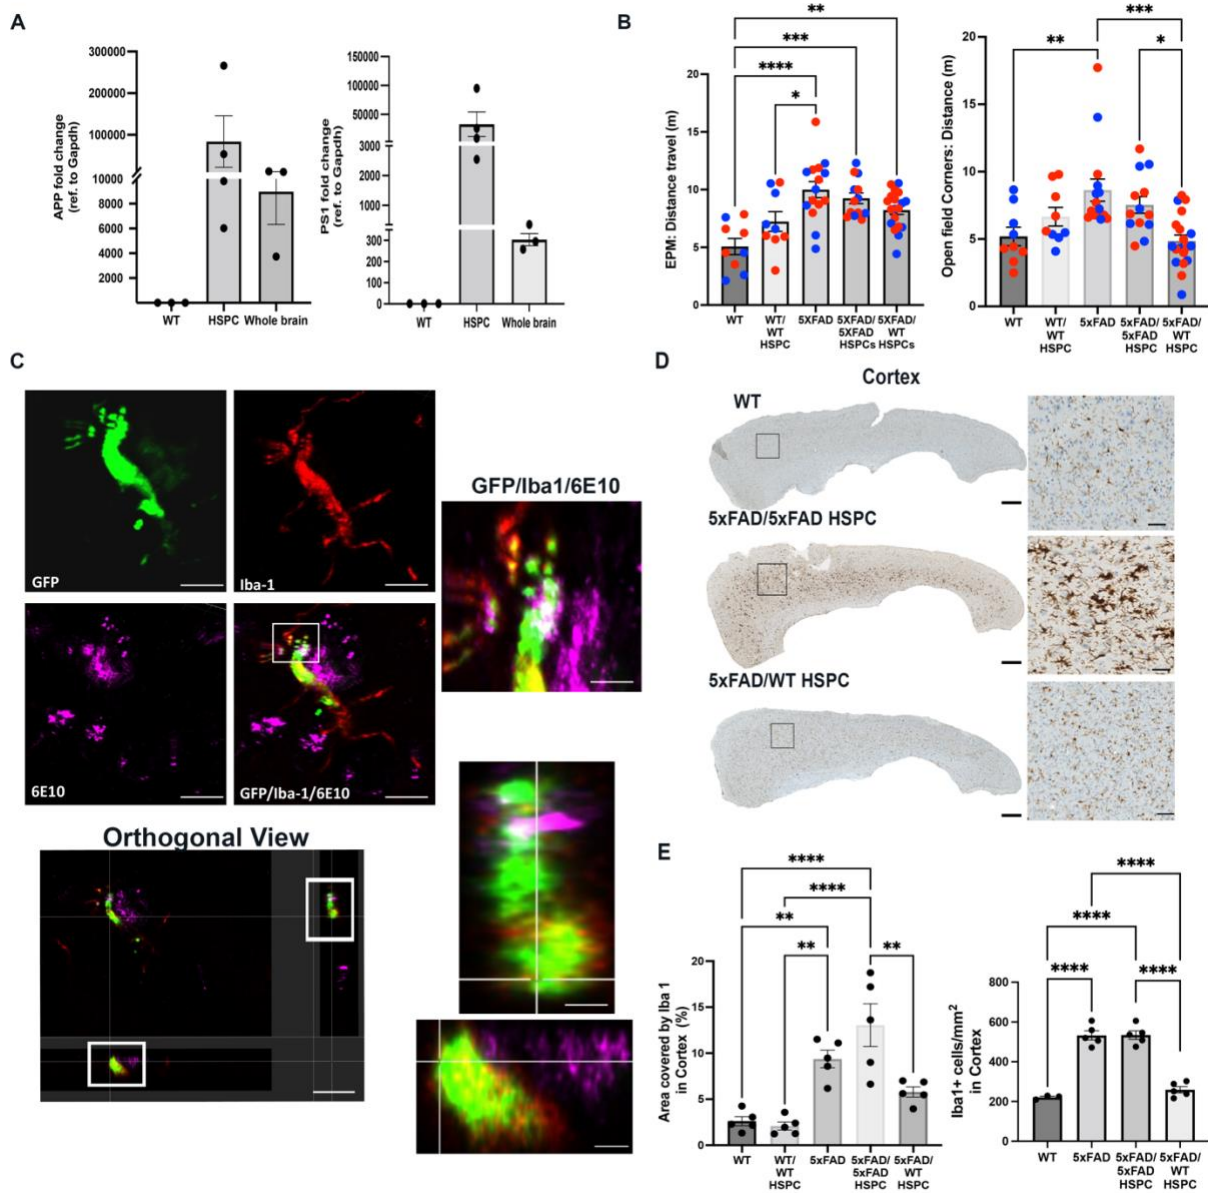 A
APP fold change
(ref. to Gapdh)
300000
200000
100000
10000
8000
6000
4000
2000
WT
HSPC
Whole brain
PS1 fold change
(ref. to Gapdh)
150000
100000
50000
3000
2000
1000
300
200
100
0
WT
HSPC
Whole brain
B
EPM: Distance travel (m)
20
15
10
5
0
**
***
****
*
WT
WT/
WT
HSPC
5XFAD
5XFAD/
5XFAD
HSPCs
5XFAD/
WT
HSPCs
Open field Corners: Distance (m)
20
15
10
5
0
***
**
*
WT
WT/
WT
HSPC
5xFAD
5xFAD/
5xFAD
HSPC
5xFAD/
WT
HSPC
C
GFP
Iba-1
6E10
GFP/Iba-1/6E10
GFP/Iba1/6E10
Orthogonal View
D
Cortex
WT
5xFAD/5xFAD HSPC
5xFAD/WT HSPC
E
Area covered by Iba1
in Cortex (%)
20
15
10
5
0
****
****
**
**
**
WT
WT/
WT
HSPC
5xFAD
5xFAD/
5xFAD
HSPC
5xFAD/
WT
HSPC
Iba1+ cells/mm²
in Cortex
800
600
400
200
0
****
****
****
****
WT
5xFAD
5xFAD/
5xFAD
HSPC
5xFAD/
WT
HSPC